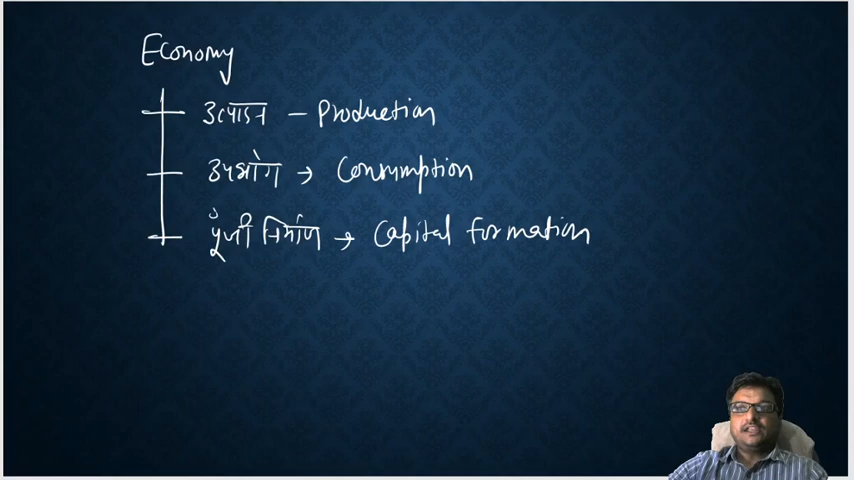 Economy
उत्पादन - Production
उपभोग → Consumption
पूँजी निर्माण → Capital formation